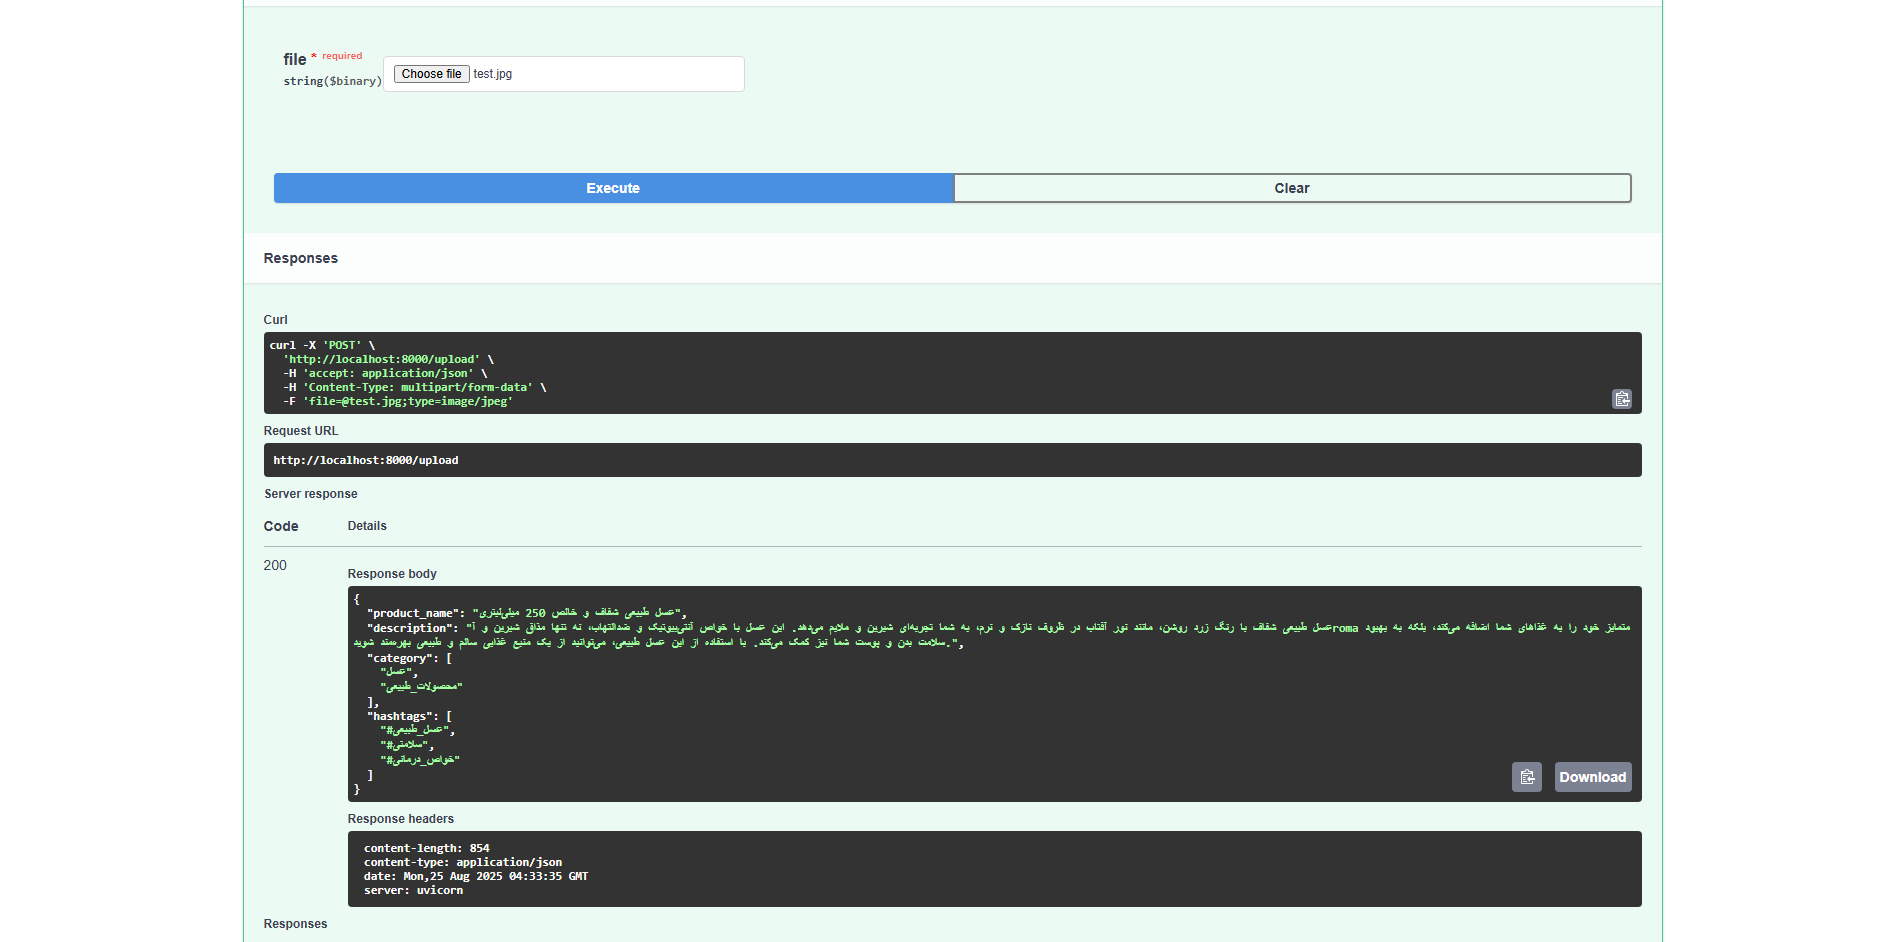 file * required
string($binary)
Choose file test.jpg
Execute
Clear
Responses
Curl
curl -X 'POST' \
'http://localhost:8000/upload' \
-H 'accept: application/json' \
-H 'Content-Type: multipart/form-data' \
-F 'file=@test.jpg;type=image/jpeg'
Request URL
http://localhost:8000/upload
Server response
Code Details
200
Response body
{
"product_name": "عسل طبیعی شفاف و خالص 250 میلی‌لیتری",
"description": "عسل طبیعی شفاف با رنگ زرد روشن، مانند نور آفتاب در ظروف نازک و نرم، به شما تجربه‌ای شیرین و ملایم می‌دهد. این عسل با خواص آنتی‌بیوتیک و ضدالتهاب، نه تنها مذاق شیرین و آroma متمایز خود را به غذاهای شما اضافه می‌کند، بلکه به بهبود
سلامت بدن و پوست شما نیز کمک می‌کند. با استفاده از این عسل طبیعی، می‌توانید از یک منبع غذایی سالم و طبیعی بهره‌مند شوید.",
"category": [
"عسل",
"محصولات_طبیعی"
],
"hashtags": [
"#عسل_طبیعی",
"#سلامتی",
"#خواص_درمانی"
]
}
Download
Response headers
content-length: 854
content-type: application/json
date: Mon,25 Aug 2025 04:33:35 GMT
server: uvicorn
Responses